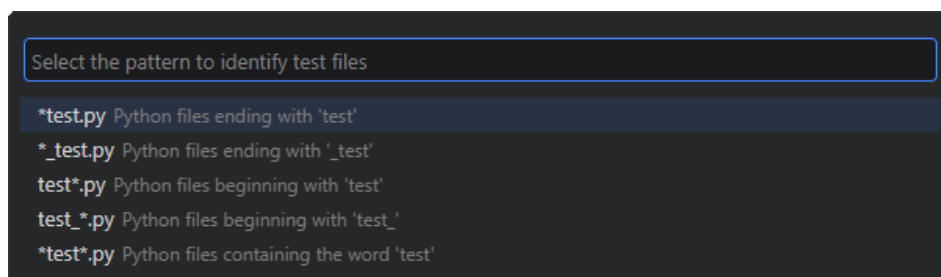 Select the pattern to identify test files
*test.py Python files ending with 'test'
*_test.py Python files ending with '_test'
test*.py Python files beginning with 'test'
test_*.py Python files beginning with 'test_'
*test*.py Python files containing the word 'test'